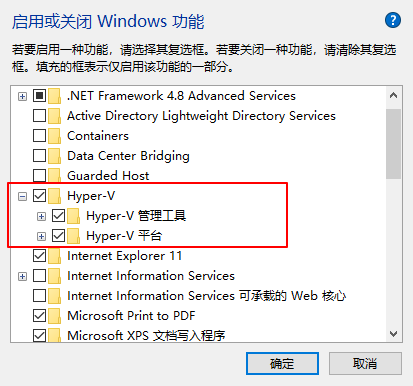 启用或关闭 Windows 功能
若要启用一种功能，请选择其复选框。若要关闭一种功能，请清除其复选
框。填充的框表示仅启用该功能的一部分。
.NET Framework 4.8 Advanced Services
Active Directory Lightweight Directory Services
Containers
Data Center Bridging
Guarded Host
Hyper-V
Hyper-V 管理工具
Hyper-V 平台
Internet Explorer 11
Internet Information Services
Internet Information Services 可承载的 Web 核心
Microsoft Print to PDF
Microsoft XPS 文档写入程序
确定
取消